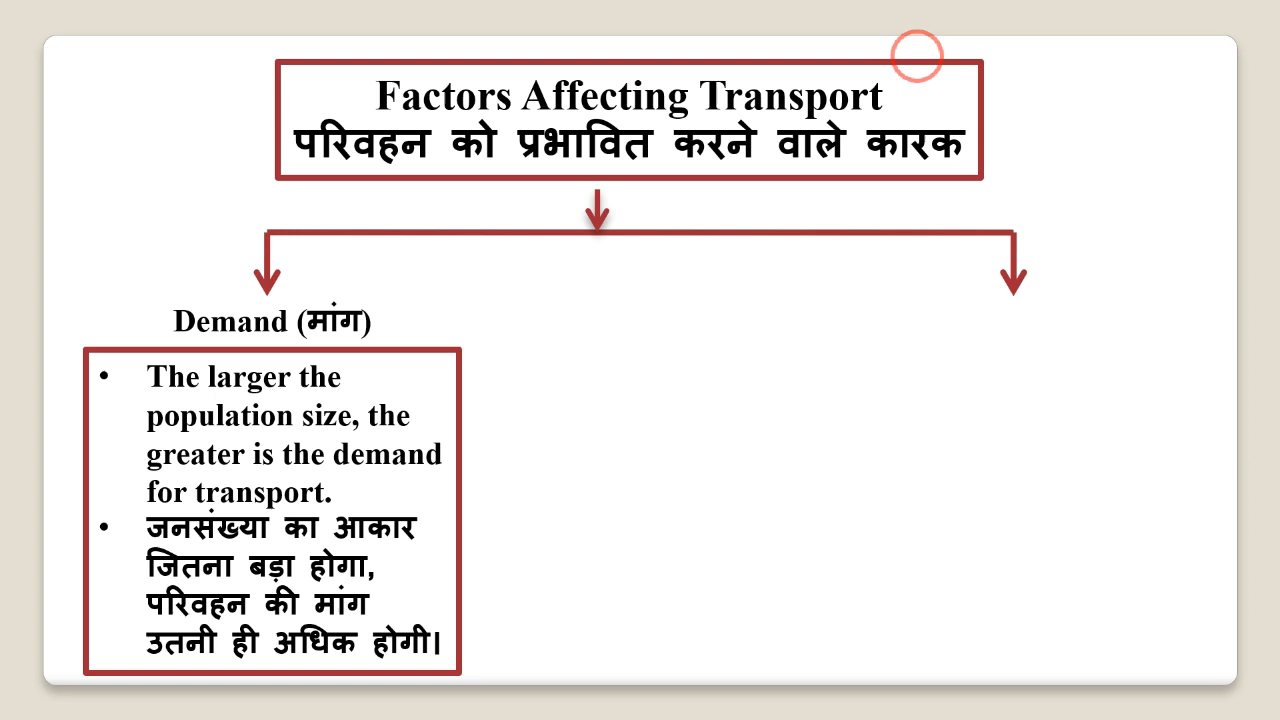 Factors Affecting Transport
परिवहन को प्रभावित करने वाले कारक
Demand (मांग)
• The larger the
population size, the
greater is the demand
for transport.
• जनसंख्या का आकार
जितना बड़ा होगा,
परिवहन की मांग
उतनी ही अधिक होगी।